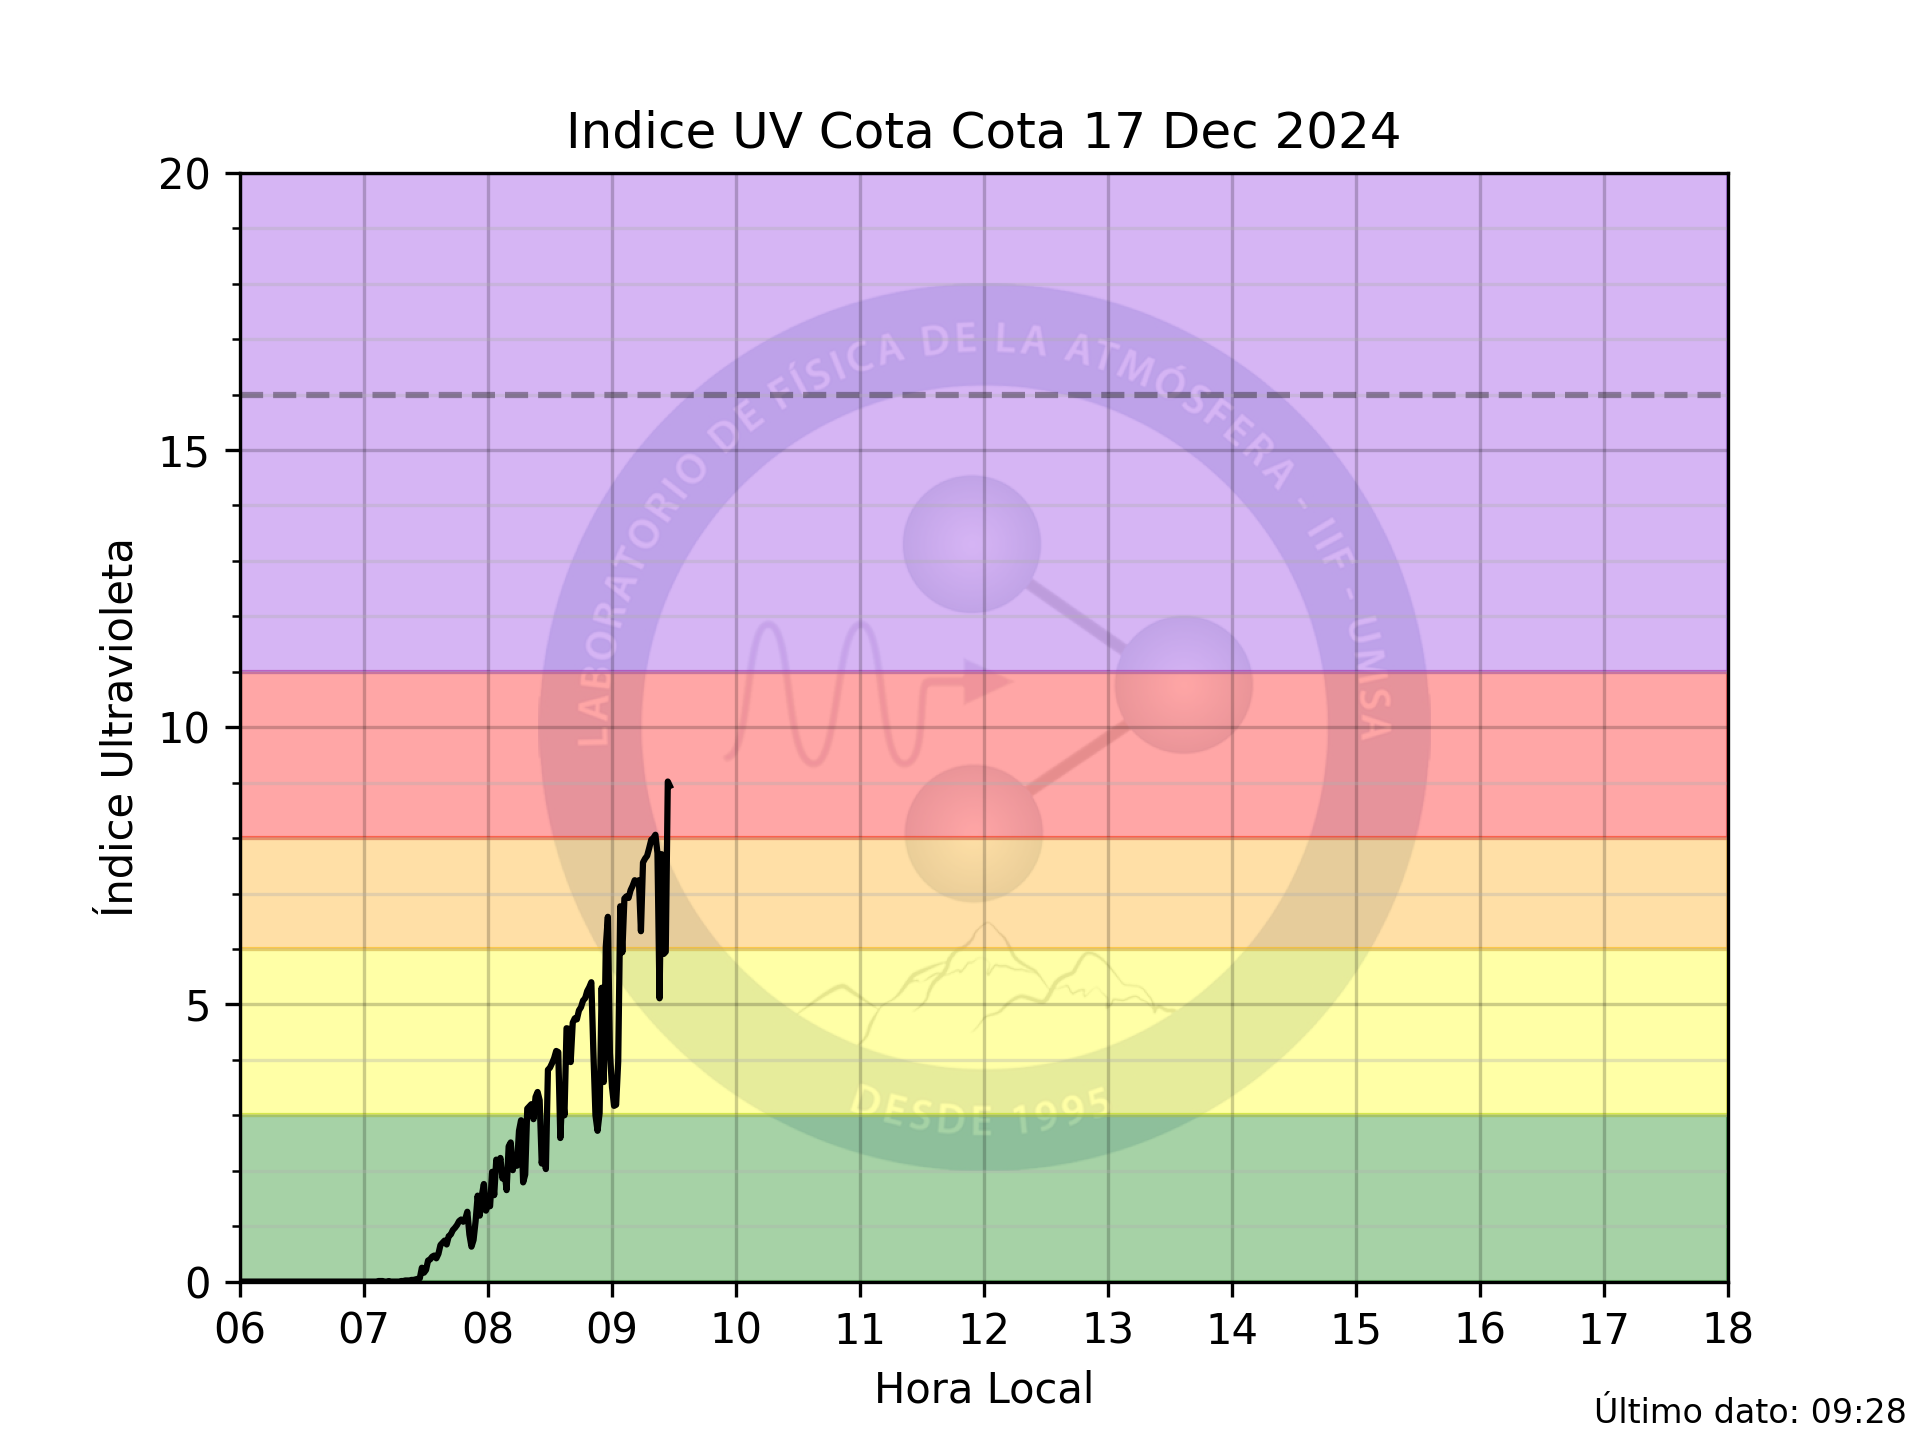 Indice UV Cota Cota 17 Dec 2024
20
15
10
5
0
Índice Ultravioleta
LABORATORIO DE FÍSICA DE LA ATMÓSFERA - IIF - UMSA
DESDE 1995
06 07 08 09 10 11 12 13 14 15 16 17 18
Hora Local
Último dato: 09:28